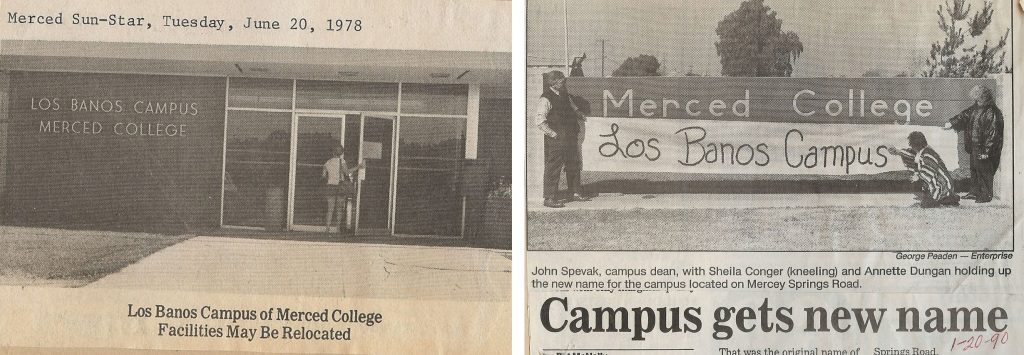 Merced Sun-Star, Tuesday, June 20, 1978
LOS BANOS CAMPUS
MERCED COLLEGE
Los Banos Campus of Merced College
Facilities May Be Relocated
Merced College
Los Banos Campus
George Peaden — Enterprise
John Spevak, campus dean, with Sheila Conger (kneeling) and Annette Dungan holding up
the new name for the campus located on Mercey Springs Road.
Campus gets new name
1-20-90
That was the original name of
Springs Road.